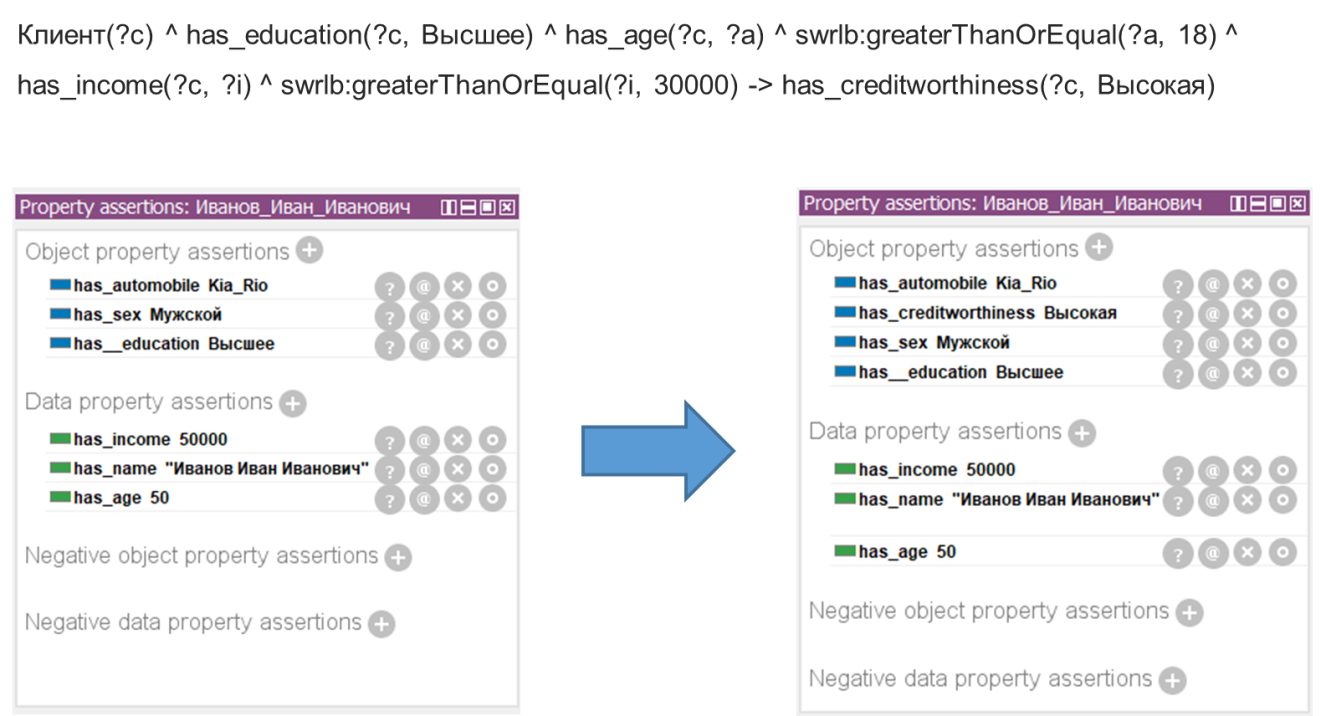 Клиент(?c) ^ has_education(?c, Высшее) ^ has_age(?c, ?a) ^ swrlb:greaterThanOrEqual(?a, 18) ^
has_income(?c, ?i) ^ swrlb:greaterThanOrEqual(?i, 30000) -> has_creditworthiness(?c, Высокая)
Property assertions: Иванов_Иван_Иванович
Object property assertions +
has_automobile Kia_Rio ? @ × o
has_sex Мужской ? @ × o
has__education Высшее ? @ × o
Data property assertions +
has_income 50000 ? @ × o
has_name "Иванов Иван Иванович" ? @ × o
has_age 50 ? @ × o
Negative object property assertions +
Negative data property assertions +
Property assertions: Иванов_Иван_Иванович
Object property assertions +
has_automobile Kia_Rio ? @ × o
has_creditworthiness Высокая ? @ × o
has_sex Мужской ? @ × o
has__education Высшее ? @ × o
Data property assertions +
has_income 50000 ? @ × o
has_name "Иванов Иван Иванович" ? @ × o
has_age 50 ? @ × o
Negative object property assertions +
Negative data property assertions +